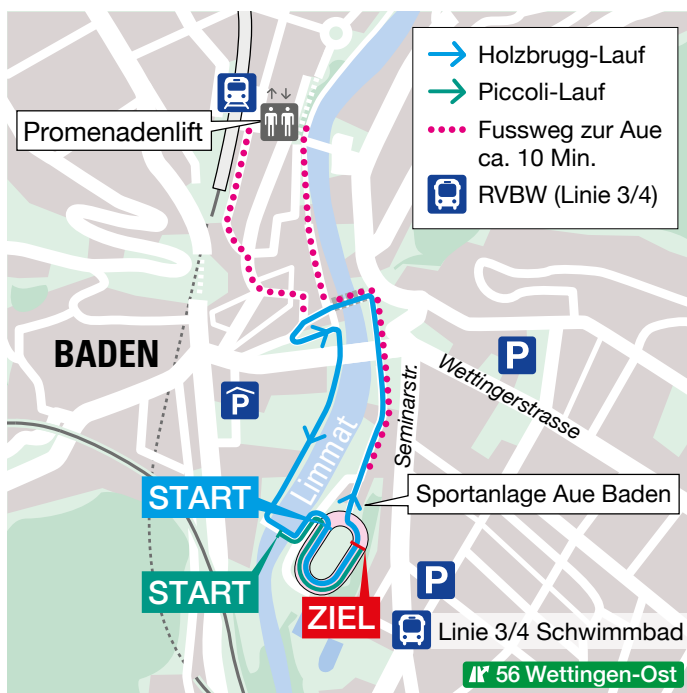 Holzbrugg-Lauf
Piccoli-Lauf
Fussweg zur Aue
ca. 10 Min.
RVBW (Linie 3/4)
Promenadenlift
BADEN
P
P
Wettingerstrasse
Seminarstr.
Limmat
START
Sportanlage Aue Baden
START
ZIEL
P
Linie 3/4 Schwimmbad
56 Wettingen-Ost